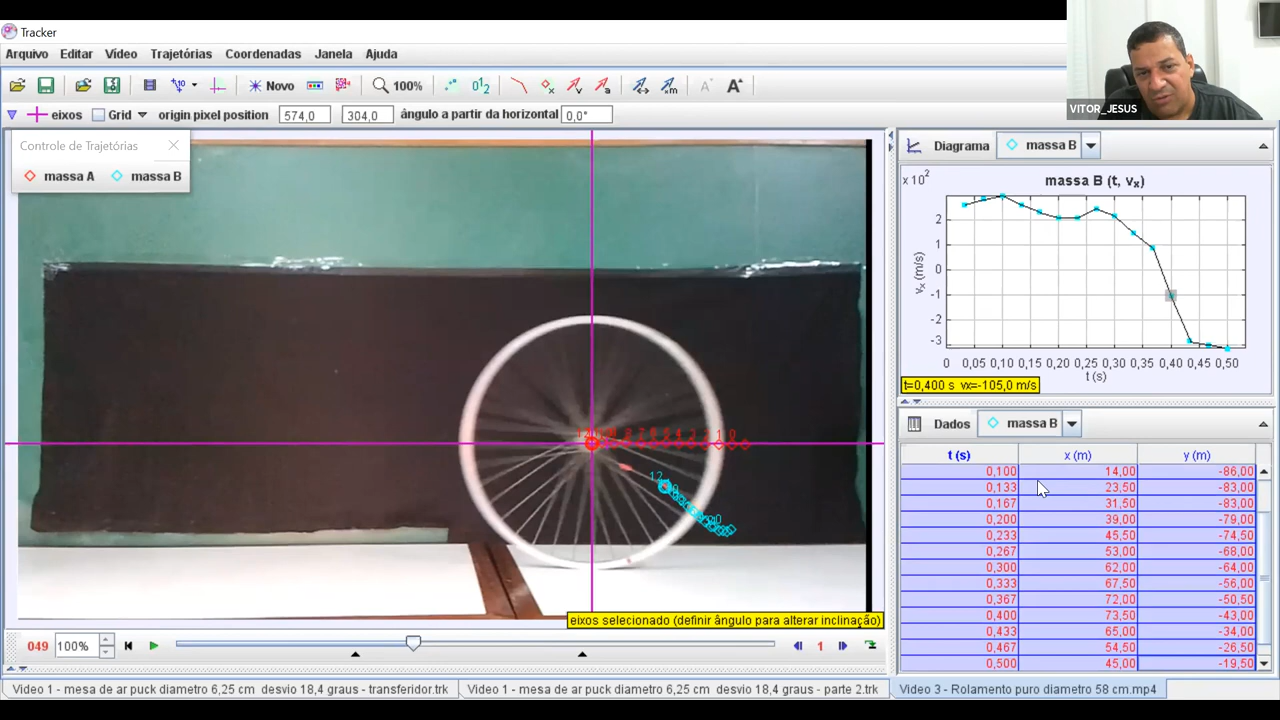 Tracker
Arquivo Editar Vídeo Trajetórias Coordenadas Janela Ajuda
Novo 100%
eixos Grid origin pixel position 574,0 304,0 ângulo a partir da horizontal 0,0°
VITOR_JESUS
Controle de Trajetórias
massa A massa B
Diagrama massa B
x 10²
massa B (t, vₓ)
2
1
0
-1
-2
-3
vₓ (m/s)
0 0,05 0,10 0,15 0,20 0,25 0,30 0,35 0,40 0,45 0,50
t (s)
t=0,400 s vx=-105,0 m/s
Dados massa B
t (s) x (m) y (m)
0,100 14,00 -86,00
0,133 23,50 -83,00
0,167 31,50 -83,00
0,200 39,00 -79,00
0,233 45,50 -74,50
0,267 53,00 -68,00
0,300 62,00 -64,00
0,333 67,50 -56,00
0,367 72,00 -50,50
0,400 73,50 -43,00
0,433 65,00 -34,00
0,467 54,50 -26,50
0,500 45,00 -19,50
eixos selecionado (definir ângulo para alterar inclinação)
049 100% 1
Video 1 - mesa de ar puck diametro 6,25 cm desvio 18,4 graus - transferidor.trk
Video 1 - mesa de ar puck diametro 6,25 cm desvio 18,4 graus - parte 2.trk
Video 3 - Rolamento puro diametro 58 cm.mp4